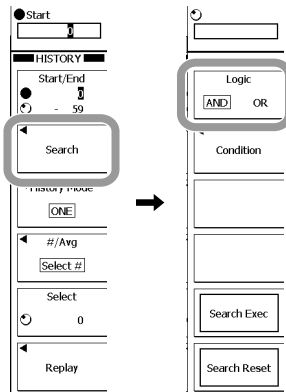 Start
0
HISTORY
Start/End
0
- 59
Search
History Mode
ONE
#/Avg
Select #
Select
0
Replay
Logic
AND OR
Condition
Search Exec
Search Reset